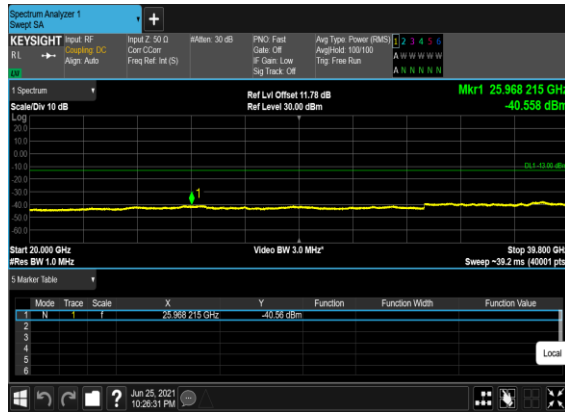 Spectrum Analyzer 1
Swept SA
+
KEYSIGHT Input: RF Input Z: 50 Ω #Atten: 30 dB PNO: Fast Avg Type: Power (RMS) 1 2 3 4 5 6
RL Coupling: DC Corr CCorr Gate: Off Avg|Hold: 100/100 A W W W W W
Align: Auto Freq Ref: Int (S) IF Gain: Low Trig: Free Run
Sig Track: Off A N N N N N
LXI
1 Spectrum
Ref Lvl Offset 11.78 dB Mkr1 25.968 215 GHz
Scale/Div 10 dB Ref Level 30.00 dBm -40.558 dBm
Log
20.0
10.0
0.00
-10.0
DL1 -13.00 dBm
-20.0
-30.0
1
-40.0
-50.0
-60.0
Start 20.000 GHz Video BW 3.0 MHz* Stop 39.800 GHz
#Res BW 1.0 MHz Sweep ~39.2 ms (40001 pts)
5 Marker Table
Mode Trace Scale X Y Function Function Width Function Value
1 N 1 f 25.968 215 GHz -40.56 dBm
2
3
4
5
6
Local
? Jun 25, 2021
10:26:31 PM